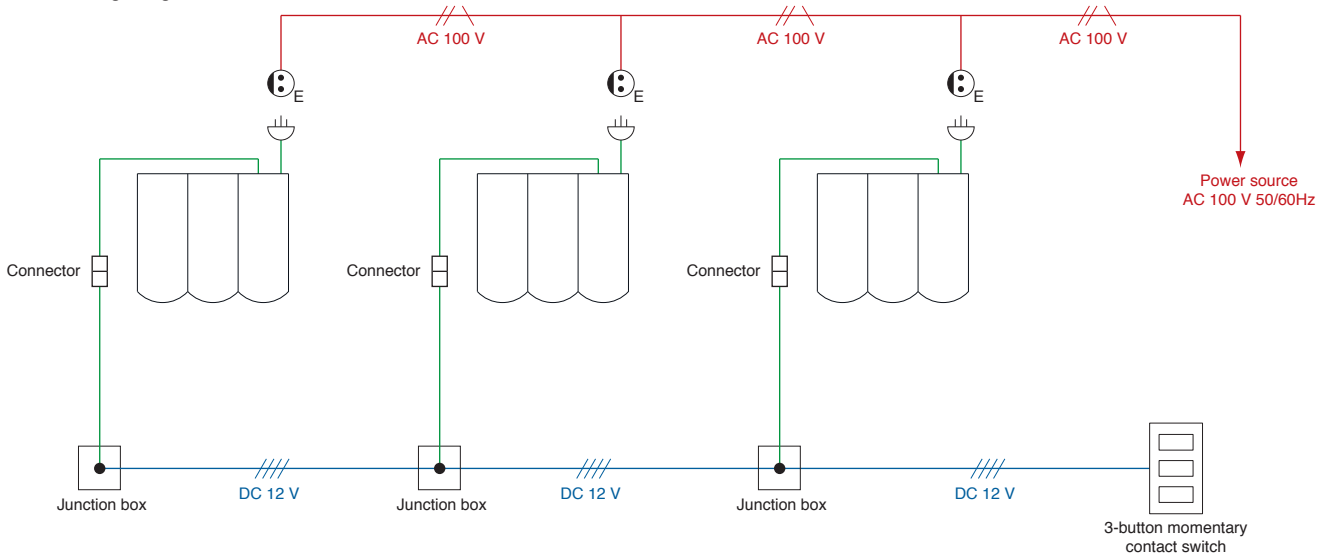 AC 100 V
AC 100 V
AC 100 V
E
E
E
Power source
AC 100 V 50/60Hz
Connector
Connector
Connector
DC 12 V
DC 12 V
DC 12 V
Junction box
Junction box
Junction box
3-button momentary
contact switch